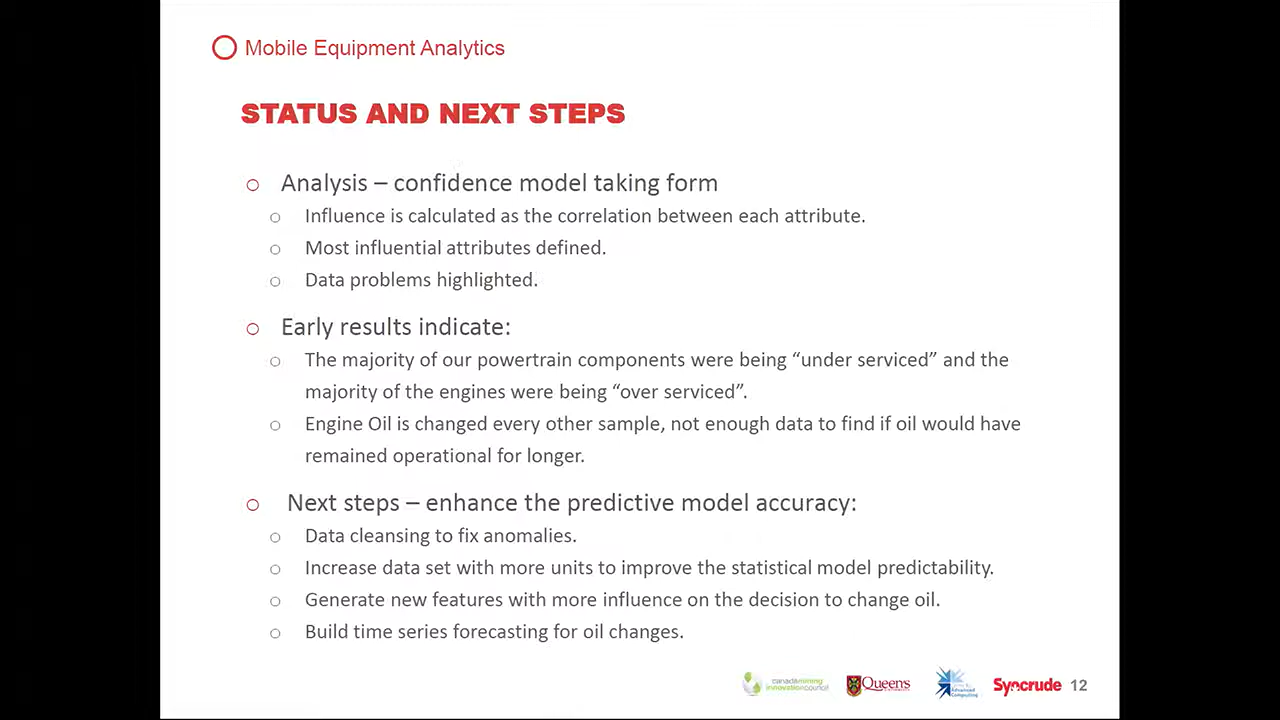 Mobile Equipment Analytics
STATUS AND NEXT STEPS
Analysis – confidence model taking form
Influence is calculated as the correlation between each attribute.
Most influential attributes defined.
Data problems highlighted.
Early results indicate:
The majority of our powertrain components were being “under serviced” and the
majority of the engines were being “over serviced”.
Engine Oil is changed every other sample, not enough data to find if oil would have
remained operational for longer.
Next steps – enhance the predictive model accuracy:
Data cleansing to fix anomalies.
Increase data set with more units to improve the statistical model predictability.
Generate new features with more influence on the decision to change oil.
Build time series forecasting for oil changes.
canadamining
innovationcouncil
Queen's
Advanced
Computing
Syncrude
12